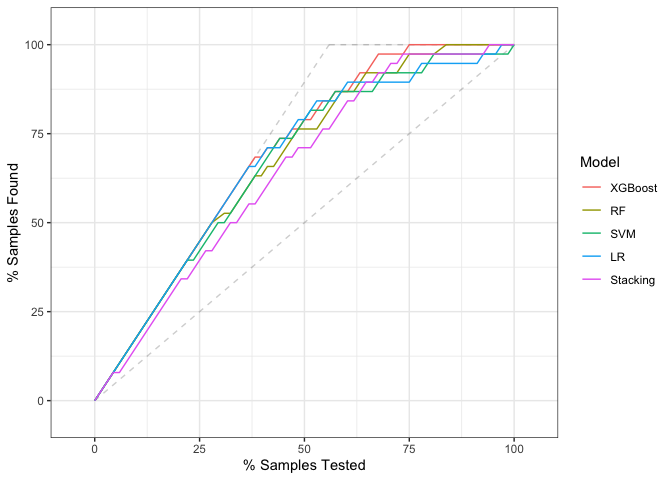 % Samples Found
100
75
50
25
0
0 25 50 75 100
% Samples Tested
Model
XGBoost
RF
SVM
LR
Stacking